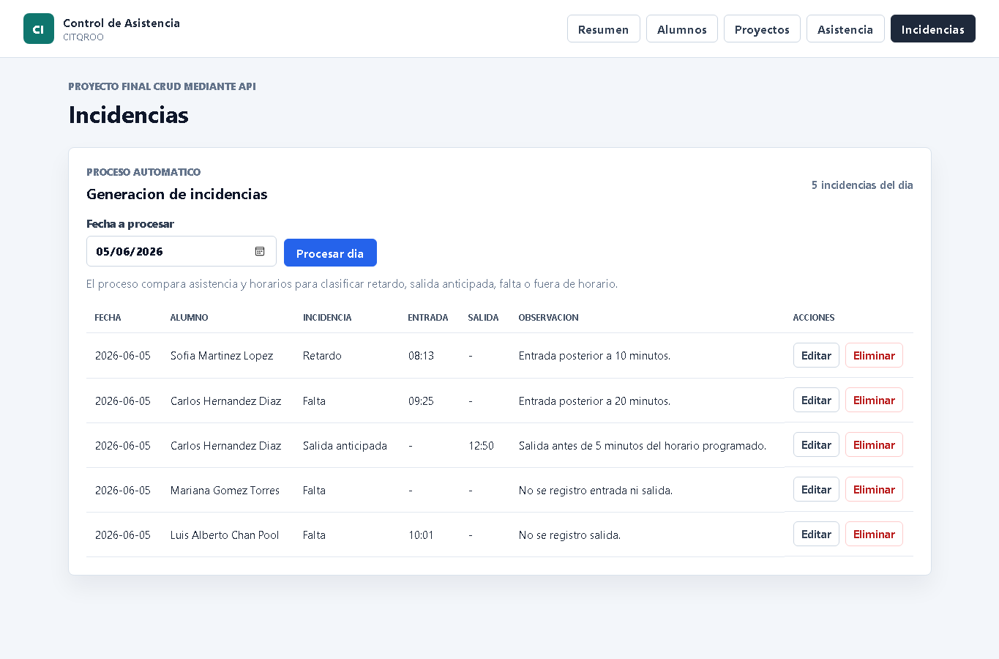 CI
Control de Asistencia
CITQROO
Resumen
Alumnos
Proyectos
Asistencia
Incidencias
PROYECTO FINAL CRUD MEDIANTE API
Incidencias
PROCESO AUTOMATICO
Generacion de incidencias
5 incidencias del dia
Fecha a procesar
05/06/2026
Procesar dia
El proceso compara asistencia y horarios para clasificar retardo, salida anticipada, falta o fuera de horario.
FECHA ALUMNO INCIDENCIA ENTRADA SALIDA OBSERVACION ACCIONES
2026-06-05 Sofia Martinez Lopez Retardo 08:13 - Entrada posterior a 10 minutos. Editar Eliminar
2026-06-05 Carlos Hernandez Diaz Falta 09:25 - Entrada posterior a 20 minutos. Editar Eliminar
2026-06-05 Carlos Hernandez Diaz Salida anticipada - 12:50 Salida antes de 5 minutos del horario programado. Editar Eliminar
2026-06-05 Mariana Gomez Torres Falta - - No se registro entrada ni salida. Editar Eliminar
2026-06-05 Luis Alberto Chan Pool Falta 10:01 - No se registro salida. Editar Eliminar